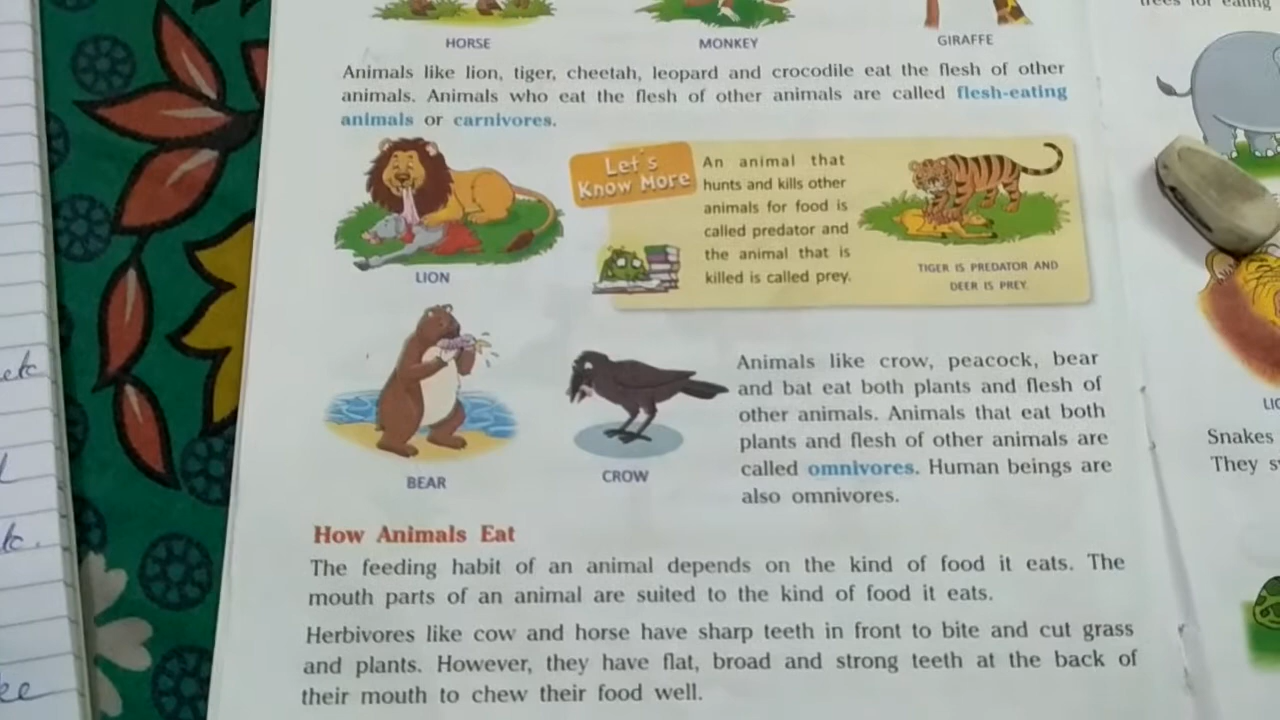 HORSE
MONKEY
GIRAFFE
Animals like lion, tiger, cheetah, leopard and crocodile eat the flesh of other
animals. Animals who eat the flesh of other animals are called flesh-eating
animals or carnivores.
Let's
Know More
An animal that
hunts and kills other
animals for food is
called predator and
the animal that is
killed is called prey.
TIGER IS PREDATOR AND
DEER IS PREY.
LION
BEAR
CROW
Animals like crow, peacock, bear
and bat eat both plants and flesh of
other animals. Animals that eat both
plants and flesh of other animals are
called omnivores. Human beings are
also omnivores.
How Animals Eat
The feeding habit of an animal depends on the kind of food it eats. The
mouth parts of an animal are suited to the kind of food it eats.
Herbivores like cow and horse have sharp teeth in front to bite and cut grass
and plants. However, they have flat, broad and strong teeth at the back of
their mouth to chew their food well.
etc
trees for eating
Snakes
They